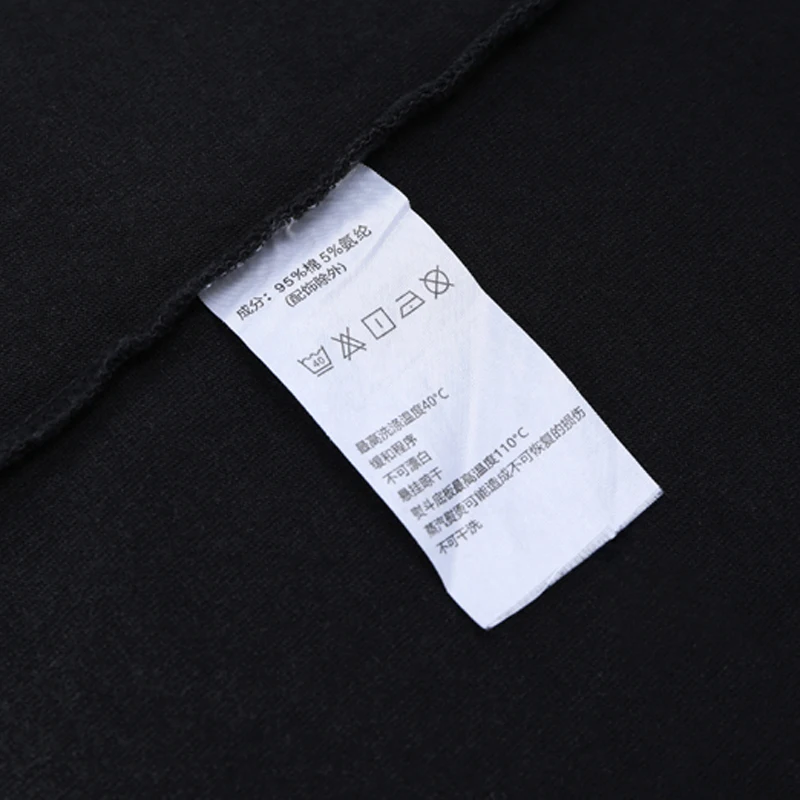 成分：95%棉 5%氨纶
(配饰除外)
40
最高洗涤温度40°C
缓和程序
不可漂白
悬挂晾干
熨斗底板最高温度110°C
蒸汽熨烫可能造成不可恢复的损伤
不可干洗